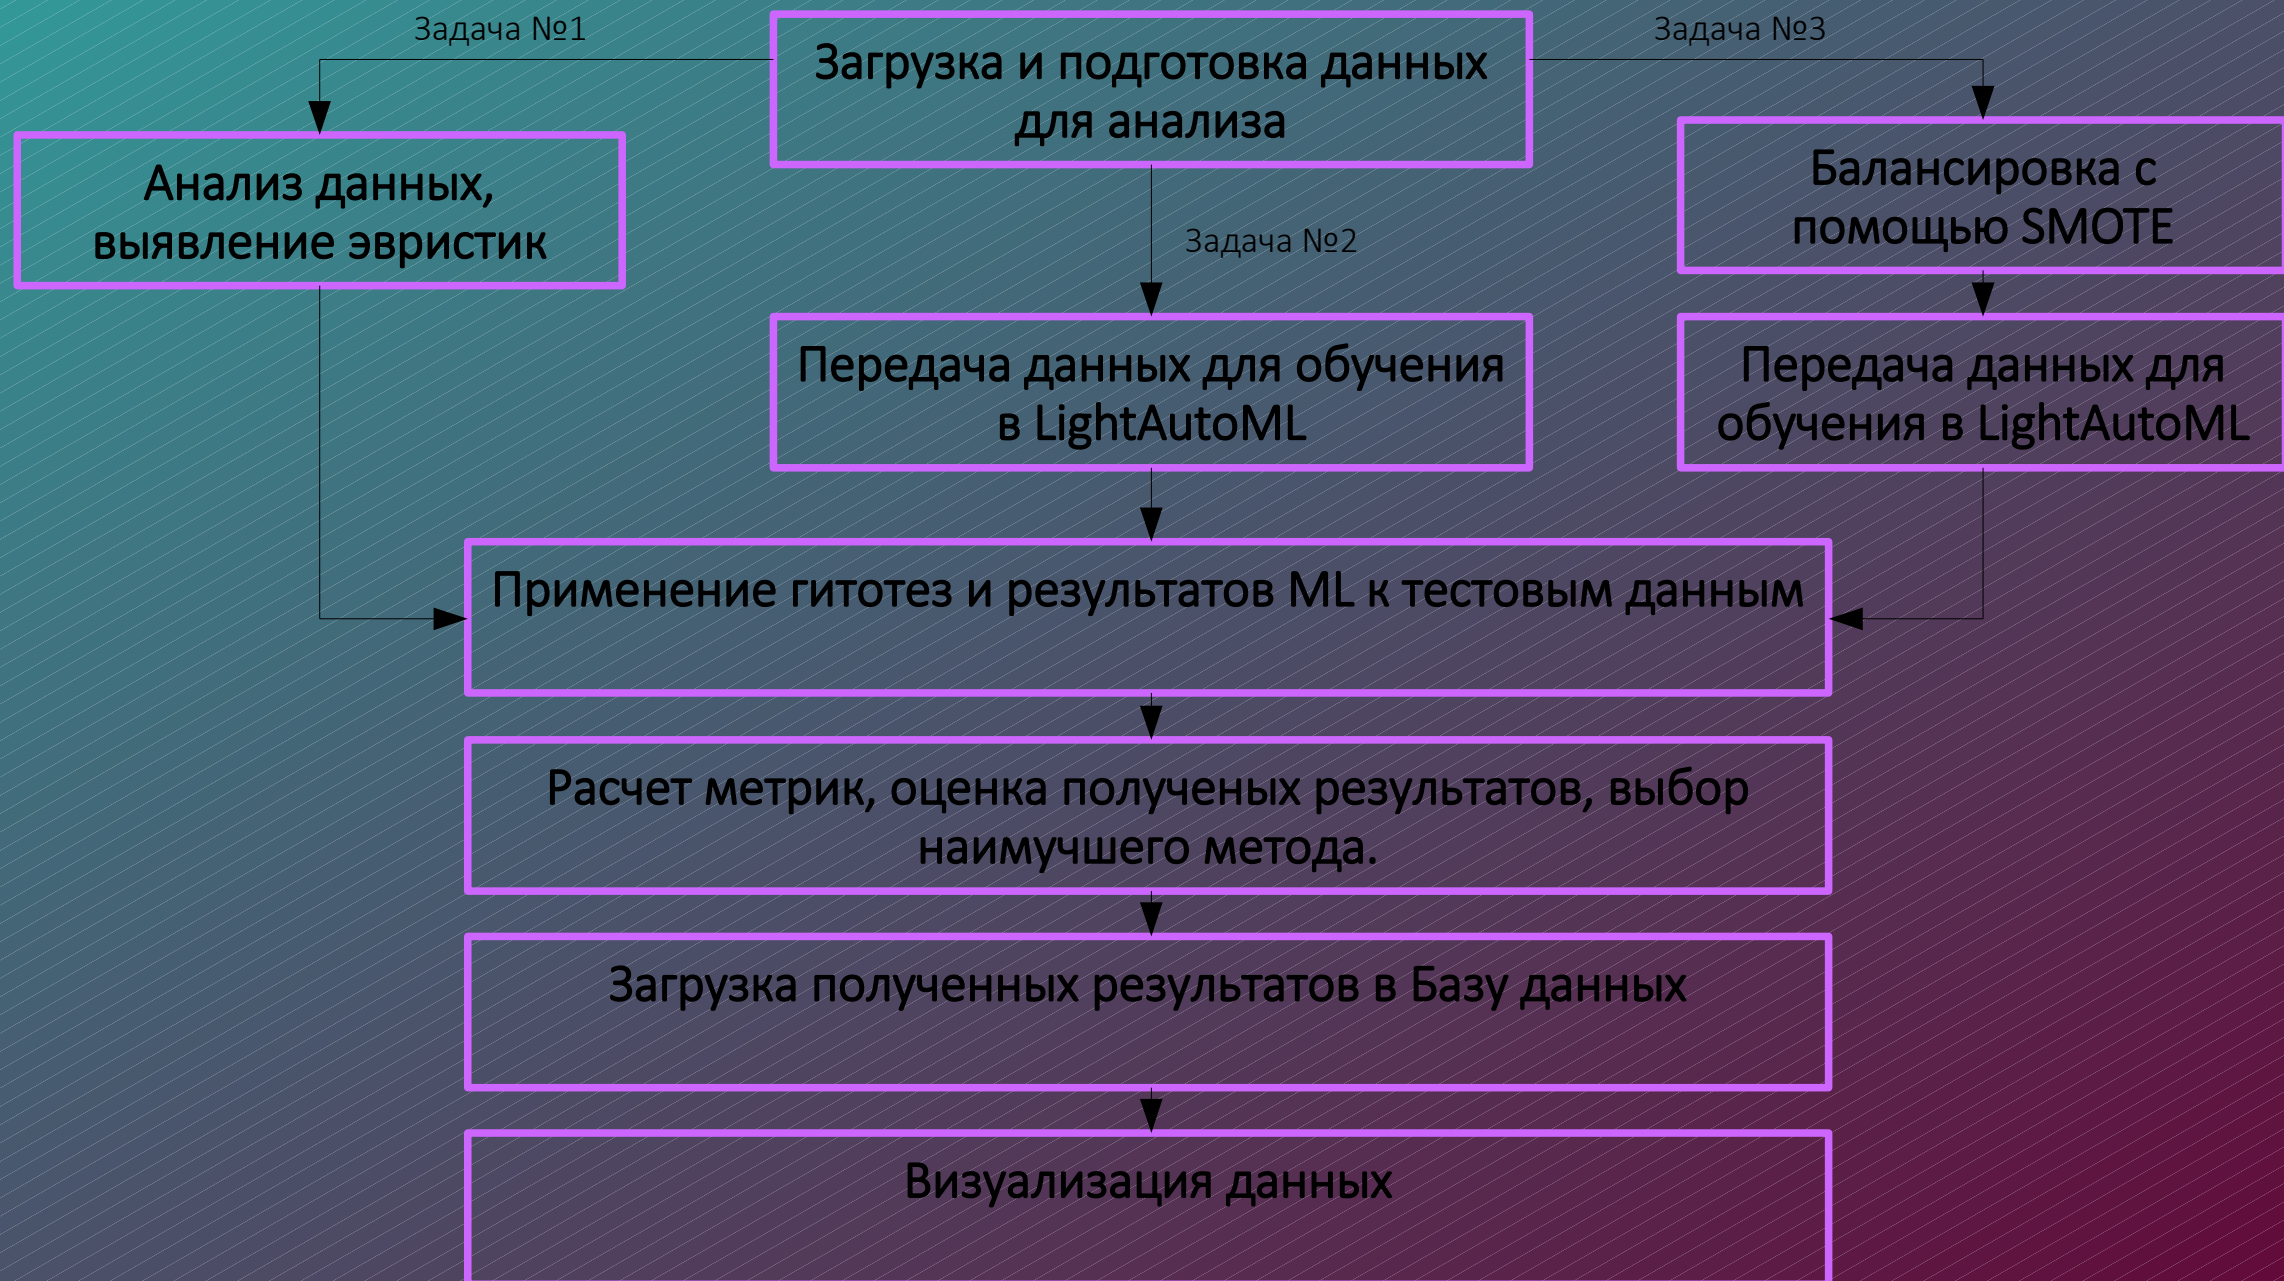 Задача №1
Загрузка и подготовка данных
для анализа
Задача №3
Анализ данных,
выявление эвристик
Балансировка с
помощью SMOTE
Задача №2
Передача данных для обучения
в LightAutoML
Передача данных для
обучения в LightAutoML
Применение гитотез и результатов ML к тестовым данным
Расчет метрик, оценка полученых результатов, выбор
наимучшего метода.
Загрузка полученных результатов в Базу данных
Визуализация данных